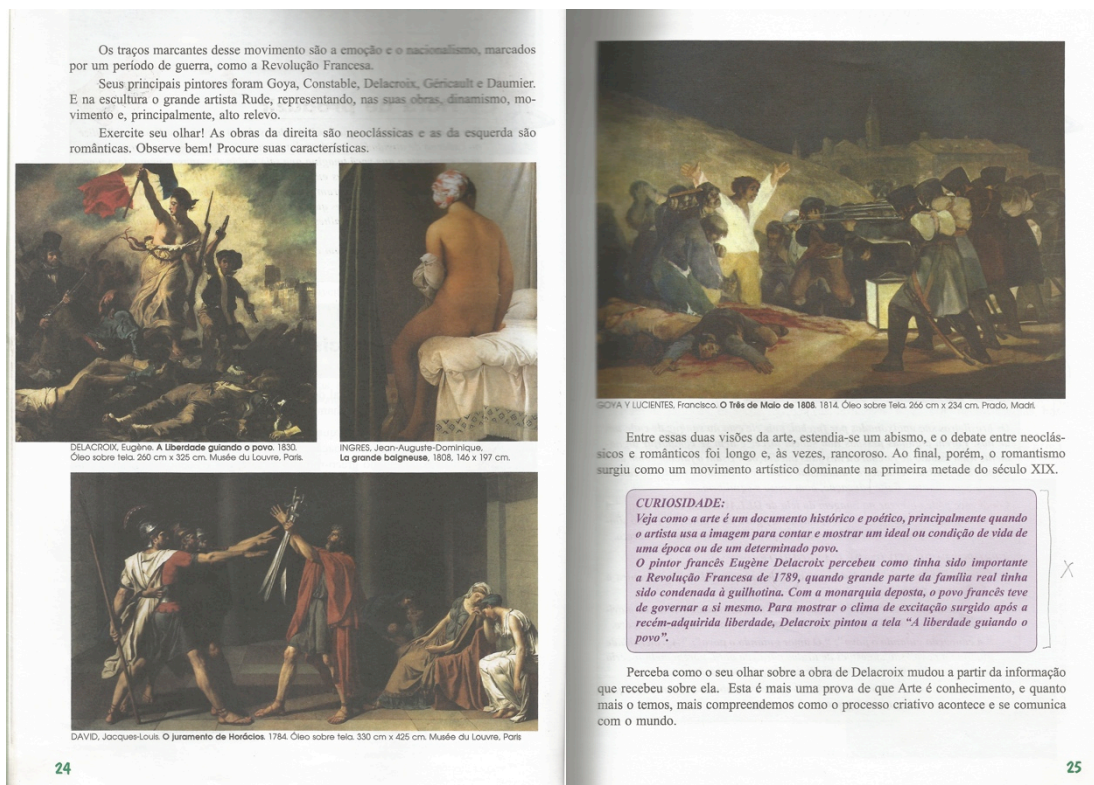 Os traços marcantes desse movimento são a emoção e o nacionalismo, marcados
por um período de guerra, como a Revolução Francesa.
Seus principais pintores foram Goya, Constable, Delacroix, Géricault e Daumier.
E na escultura o grande artista Rude, representando, nas suas obras, dinamismo, mo-
vimento e, principalmente, alto relevo.
Exercite seu olhar! As obras da direita são neoclássicas e as da esquerda são
românticas. Observe bem! Procure suas características.
DELACROIX, Eugène. A Liberdade guiando o povo. 1830.
Óleo sobre tela. 260 cm x 325 cm. Musée du Louvre, Paris.
INGRES, Jean-Auguste-Dominique,
La grande baigneuse, 1808. 146 x 197 cm.
DAVID, Jacques-Louis. O juramento de Horácios. 1784. Óleo sobre tela. 330 cm x 425 cm. Musée du Louvre, Paris
24
GOYA Y LUCIENTES, Francisco. O Três de Maio de 1808. 1814. Óleo sobre Tela. 266 cm x 234 cm. Prado, Madri.
Entre essas duas visões da arte, estendia-se um abismo, e o debate entre neoclás-
sicos e românticos foi longo e, às vezes, rancoroso. Ao final, porém, o romantismo
surgiu como um movimento artístico dominante na primeira metade do século XIX.
CURIOSIDADE:
Veja como a arte é um documento histórico e poético, principalmente quando
o artista usa a imagem para contar e mostrar um ideal ou condição de vida de
uma época ou de um determinado povo.
O pintor francês Eugène Delacroix percebeu como tinha sido importante
a Revolução Francesa de 1789, quando grande parte da família real tinha
sido condenada à guilhotina. Com a monarquia deposta, o povo francês teve
de governar a si mesmo. Para mostrar o clima de excitação surgido após a
recém-adquirida liberdade, Delacroix pintou a tela “A liberdade guiando o
povo”.
X
Perceba como o seu olhar sobre a obra de Delacroix mudou a partir da informação
que recebeu sobre ela. Esta é mais uma prova de que Arte é conhecimento, e quanto
mais o temos, mais compreendemos como o processo criativo acontece e se comunica
com o mundo.
25